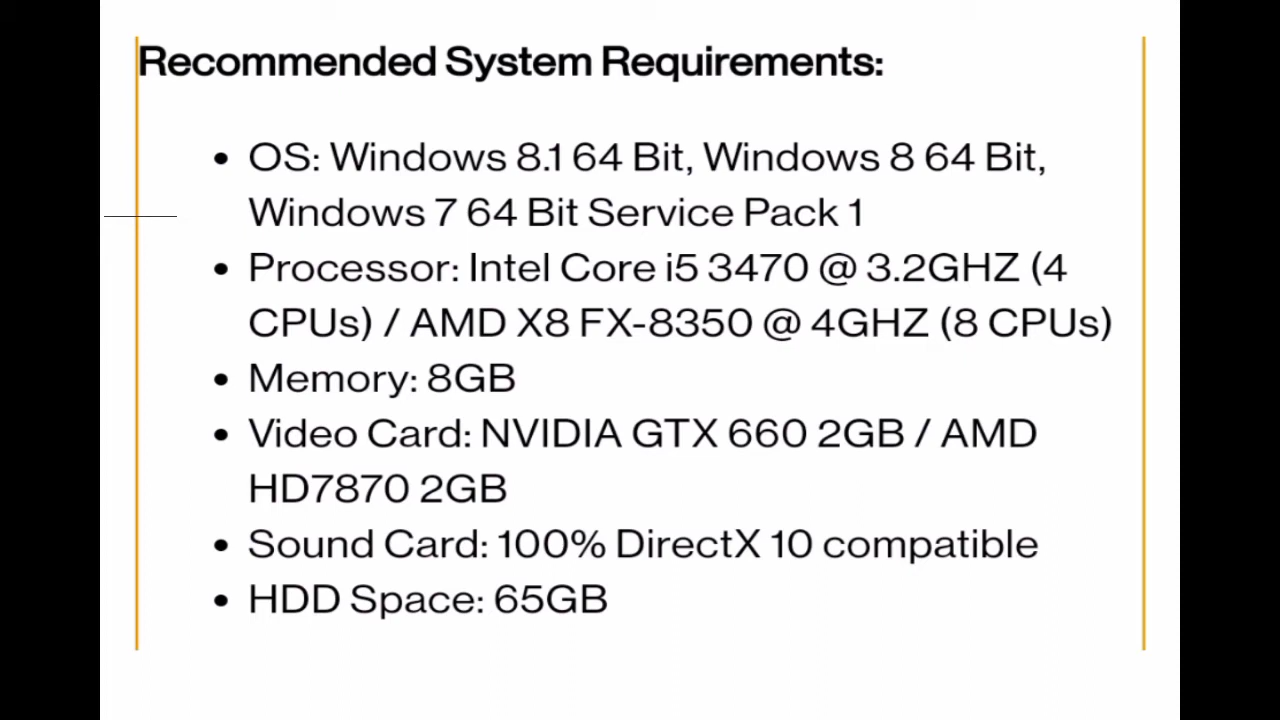 Recommended System Requirements:
• OS: Windows 8.1 64 Bit, Windows 8 64 Bit,
Windows 7 64 Bit Service Pack 1
• Processor: Intel Core i5 3470 @ 3.2GHZ (4
CPUs) / AMD X8 FX-8350 @ 4GHZ (8 CPUs)
• Memory: 8GB
• Video Card: NVIDIA GTX 660 2GB / AMD
HD7870 2GB
• Sound Card: 100% DirectX 10 compatible
• HDD Space: 65GB